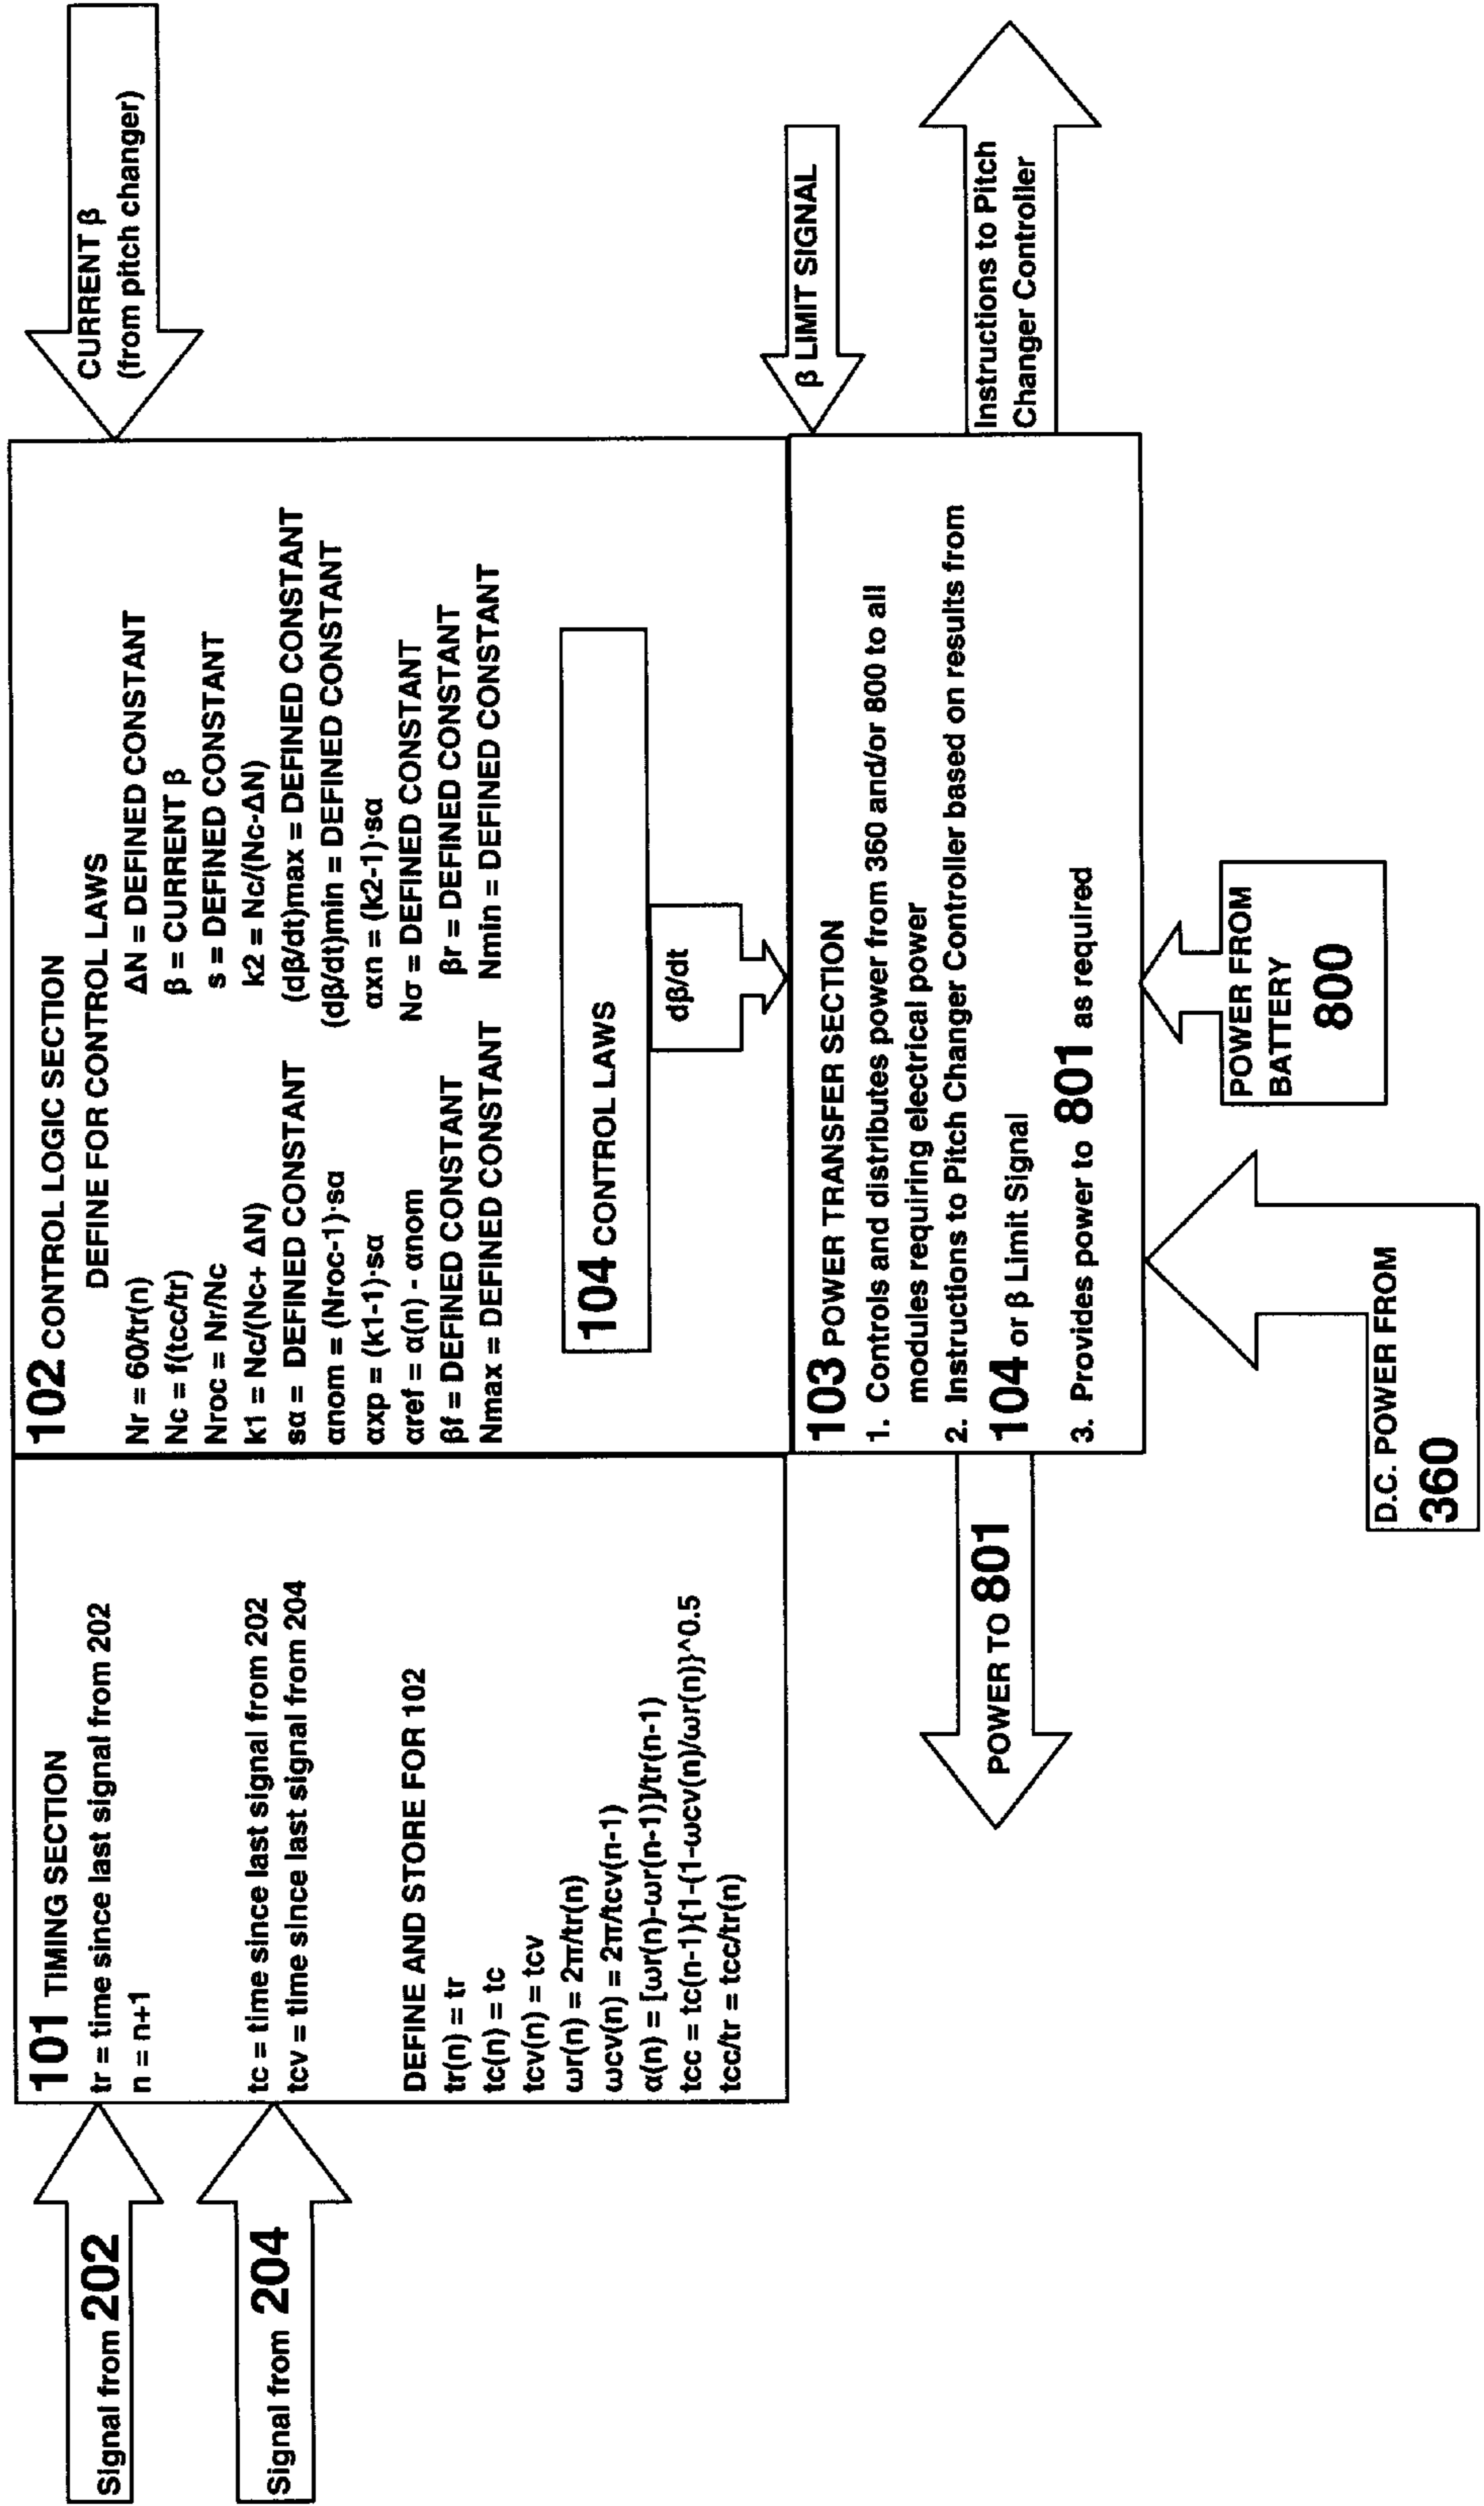 Signal from 202
Signal from 204
101 TIMING SECTION
tr = time since last signal from 202
n = n+1
tc = time since last signal from 202
tcv = time since last signal from 204
DEFINE AND STORE FOR 102
tr(n) = tr
tc(n) = tc
tcv(n) = tcv
ωr(n) = 2π/tr(n)
ωcv(n) = 2π/tcv(n-1)
α(n) = [ωr(n)-ωr(n-1)]/tr(n-1)
tcc = tc(n-1){1-(1-ωcv(n)/ωr(n)}^0.5
tcc/tr = tcc/tr(n)
102 CONTROL LOGIC SECTION
DEFINE FOR CONTROL LAWS
Nr = 60/tr(n) ΔN = DEFINED CONSTANT
Nc = f(tcc/tr) β = CURRENT β
Nroc = Nr/Nc s = DEFINED CONSTANT
k1 = Nc/(Nc+ ΔN) k2 = Nc/(Nc-ΔN)
sα = DEFINED CONSTANT (dβ/dt)max = DEFINED CONSTANT
αnom = (Nroc-1)·sα (dβ/dt)min = DEFINED CONSTANT
αxp = (k1-1)·sα αxn = (k2-1)·sα
αref = α(n) - αnom Nσ = DEFINED CONSTANT
βf = DEFINED CONSTANT βr = DEFINED CONSTANT
Nmax = DEFINED CONSTANT Nmin = DEFINED CONSTANT
104 CONTROL LAWS
dβ/dt
CURRENT β
(from pitch changer)
103 POWER TRANSFER SECTION
1. Controls and distributes power from 360 and/or 800 to all
modules requiring electrical power
2. Instructions to Pitch Changer Controller based on results from
104 or β Limit Signal
3. Provides power to 801 as required
β LIMIT SIGNAL
Instructions to Pitch
Changer Controller
POWER TO 801
D.C. POWER FROM
360
POWER FROM
BATTERY
800